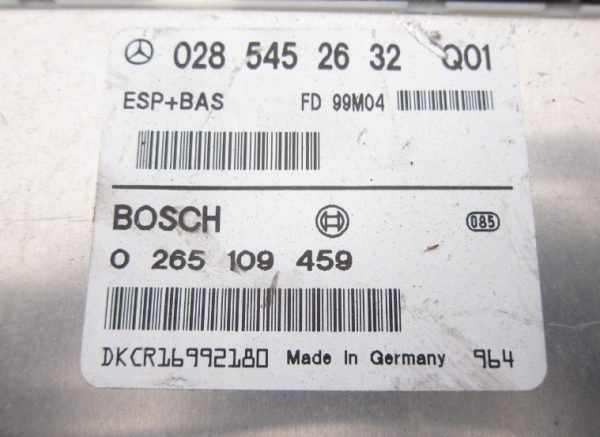 028 545 26 32 Q01
ESP+BAS FD 99M04
BOSCH 085
0 265 109 459
DKCR16992180 Made in Germany 964